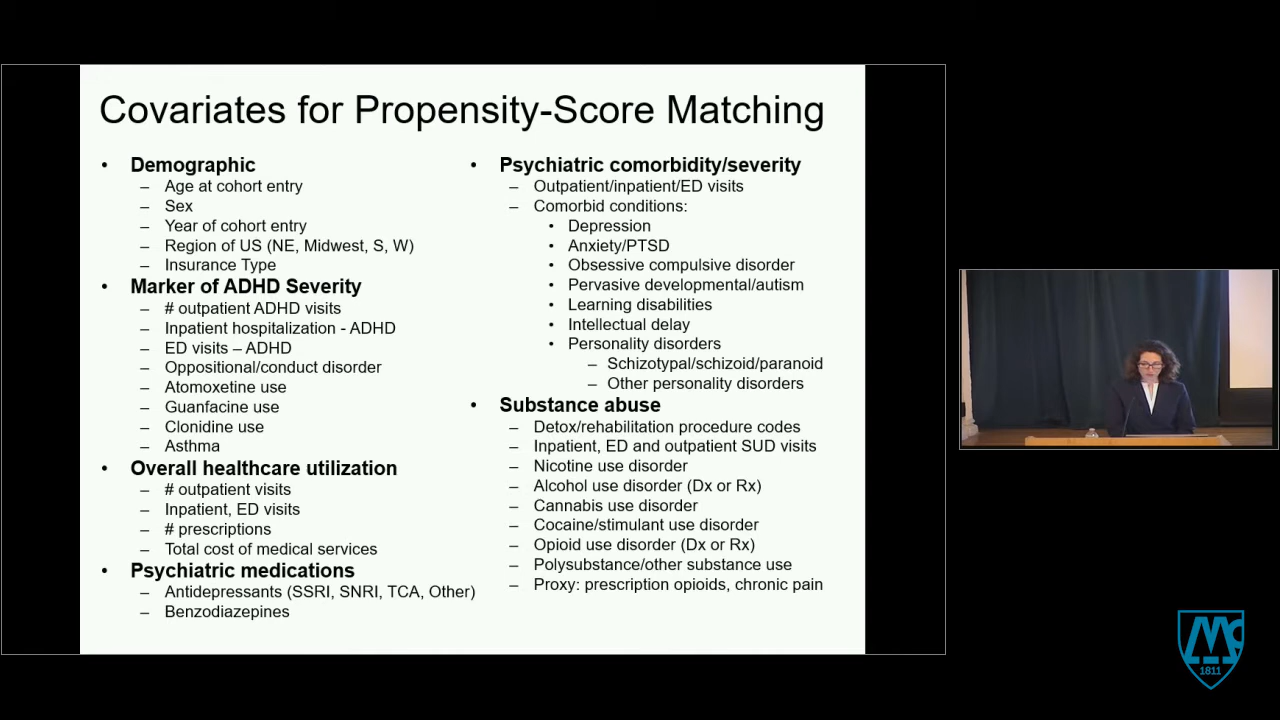 Covariates for Propensity-Score Matching
• Demographic
– Age at cohort entry
– Sex
– Year of cohort entry
– Region of US (NE, Midwest, S, W)
– Insurance Type
• Marker of ADHD Severity
– # outpatient ADHD visits
– Inpatient hospitalization - ADHD
– ED visits – ADHD
– Oppositional/conduct disorder
– Atomoxetine use
– Guanfacine use
– Clonidine use
– Asthma
• Overall healthcare utilization
– # outpatient visits
– Inpatient, ED visits
– # prescriptions
– Total cost of medical services
• Psychiatric medications
– Antidepressants (SSRI, SNRI, TCA, Other)
– Benzodiazepines
• Psychiatric comorbidity/severity
– Outpatient/inpatient/ED visits
– Comorbid conditions:
• Depression
• Anxiety/PTSD
• Obsessive compulsive disorder
• Pervasive developmental/autism
• Learning disabilities
• Intellectual delay
• Personality disorders
– Schizotypal/schizoid/paranoid
– Other personality disorders
• Substance abuse
– Detox/rehabilitation procedure codes
– Inpatient, ED and outpatient SUD visits
– Nicotine use disorder
– Alcohol use disorder (Dx or Rx)
– Cannabis use disorder
– Cocaine/stimulant use disorder
– Opioid use disorder (Dx or Rx)
– Polysubstance/other substance use
– Proxy: prescription opioids, chronic pain
1811